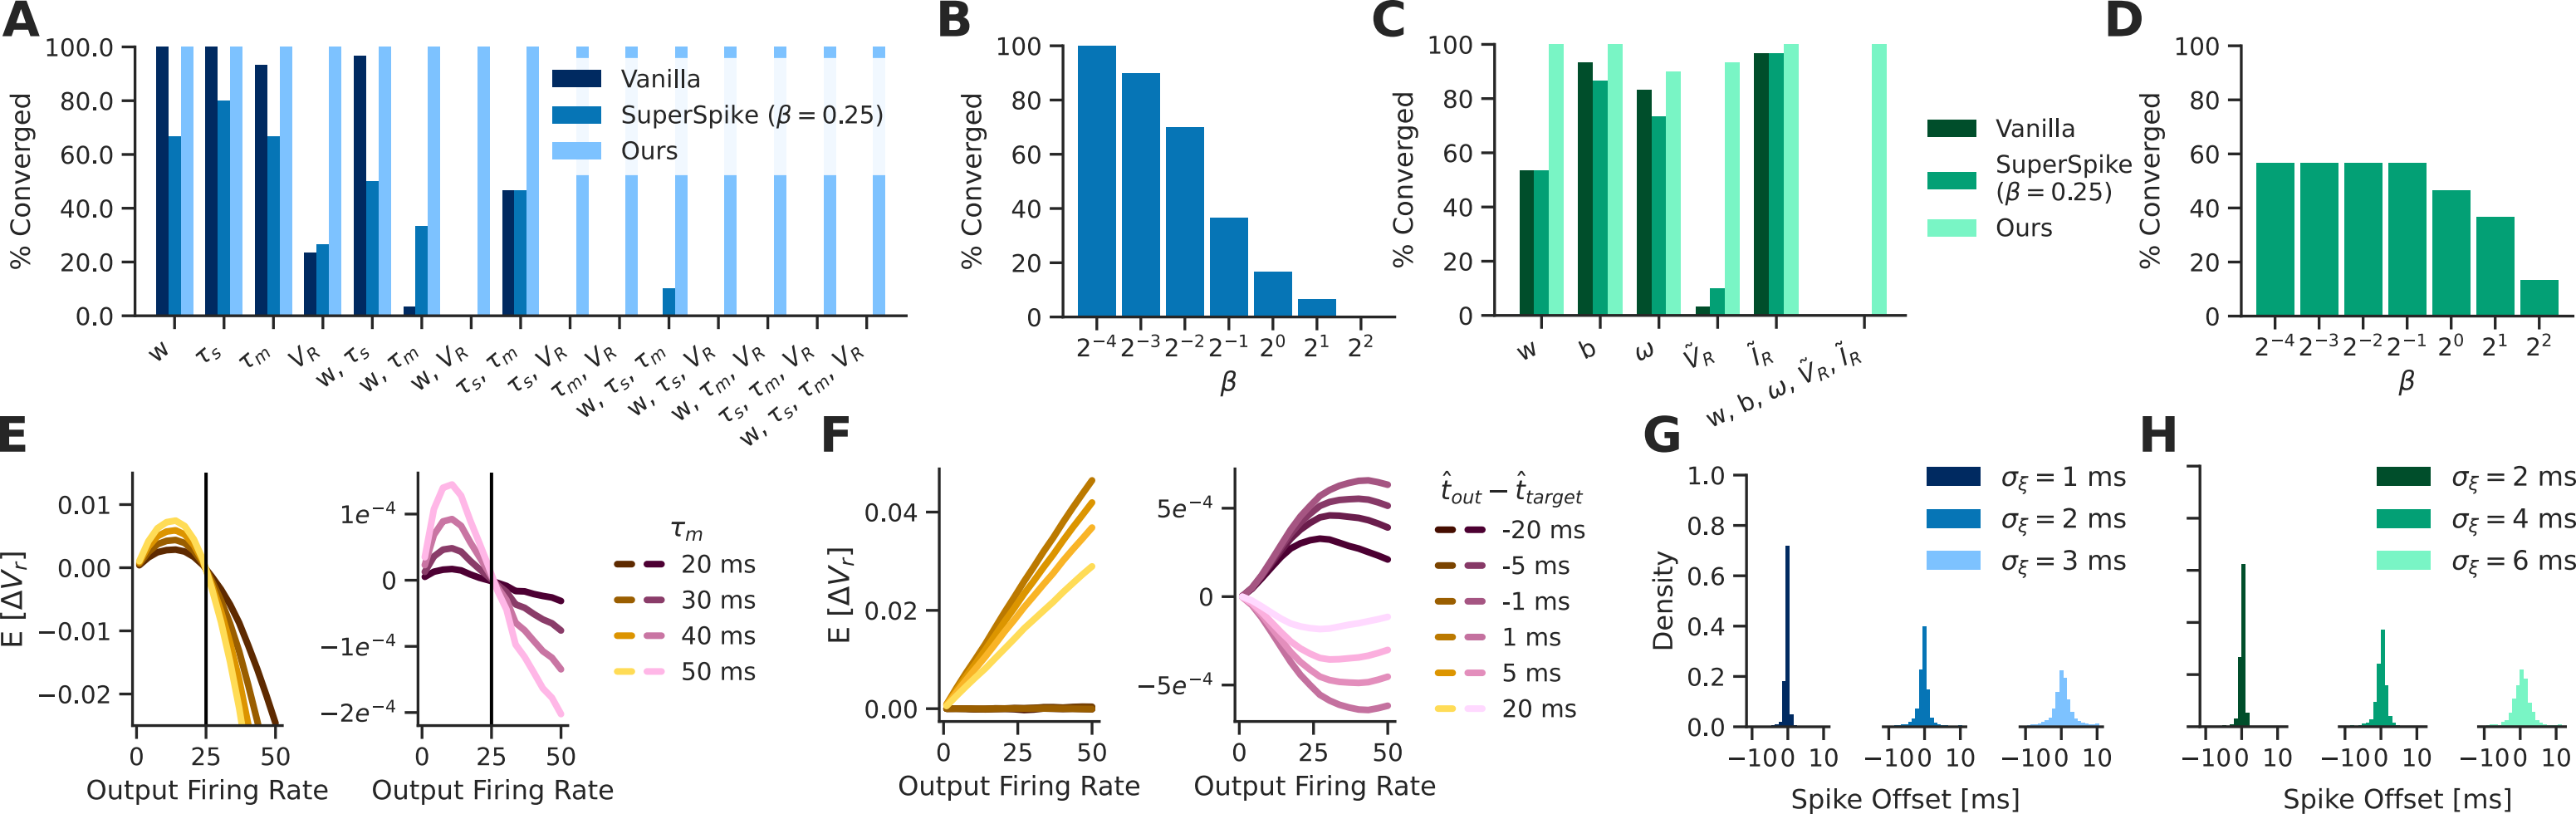 A
% Converged
100.0
80.0
60.0
40.0
20.0
0.0
Vanilla
SuperSpike (β = 0.25)
Ours
w
τs
τm
VR
w, τs
w, τm
w, VR
τs, τm
τs, VR
τm, VR
w, τs, τm
w, τs, VR
w, τm, VR
τs, τm, VR
w, τs, τm, VR
B
% Converged
100
80
60
40
20
0
2⁻⁴ 2⁻³ 2⁻² 2⁻¹ 2⁰ 2¹ 2²
β
C
% Converged
100
80
60
40
20
0
Vanilla
SuperSpike
(β = 0.25)
Ours
w
b
ω
ṼR
ĨR
w, b, ω, ṼR, ĨR
D
% Converged
100
80
60
40
20
0
2⁻⁴ 2⁻³ 2⁻² 2⁻¹ 2⁰ 2¹ 2²
β
E
E [ΔVr]
0.01
0.00
−0.01
−0.02
0 25 50
Output Firing Rate
1e⁻⁴
0
−1e⁻⁴
−2e⁻⁴
0 25 50
Output Firing Rate
τm
20 ms
30 ms
40 ms
50 ms
F
E [ΔVr]
0.04
0.02
0.00
0 25 50
Output Firing Rate
5e⁻⁴
0
−5e⁻⁴
0 25 50
Output Firing Rate
t̂out − t̂target
-20 ms
-5 ms
-1 ms
1 ms
5 ms
20 ms
G
Density
1.0
0.8
0.6
0.4
0.2
0.0
σξ = 1 ms
σξ = 2 ms
σξ = 3 ms
−10 0 10
−10 0 10
−10 0 10
Spike Offset [ms]
H
σξ = 2 ms
σξ = 4 ms
σξ = 6 ms
−10 0 10
−10 0 10
−10 0 10
Spike Offset [ms]